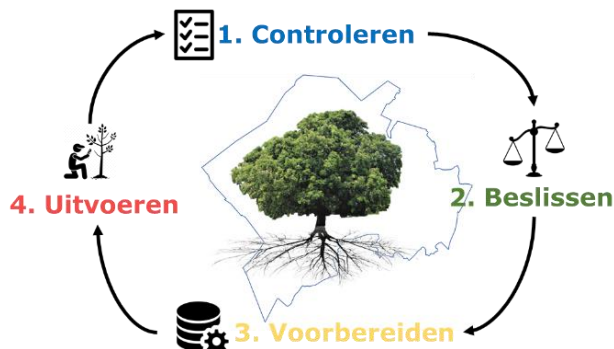 1. Controleren
2. Beslissen
3. Voorbereiden
4. Uitvoeren